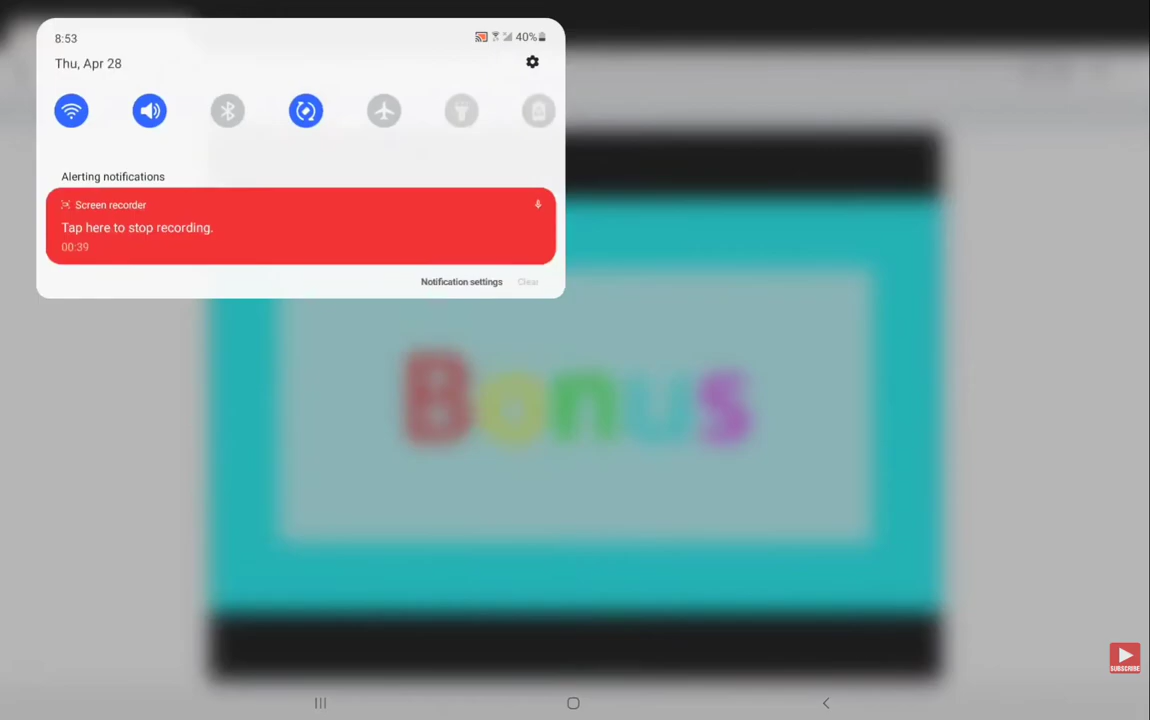 8:53
40%
Thu, Apr 28
Alerting notifications
Screen recorder
Tap here to stop recording.
00:39
Notification settings
Clear
Bonus
SUBSCRIBE